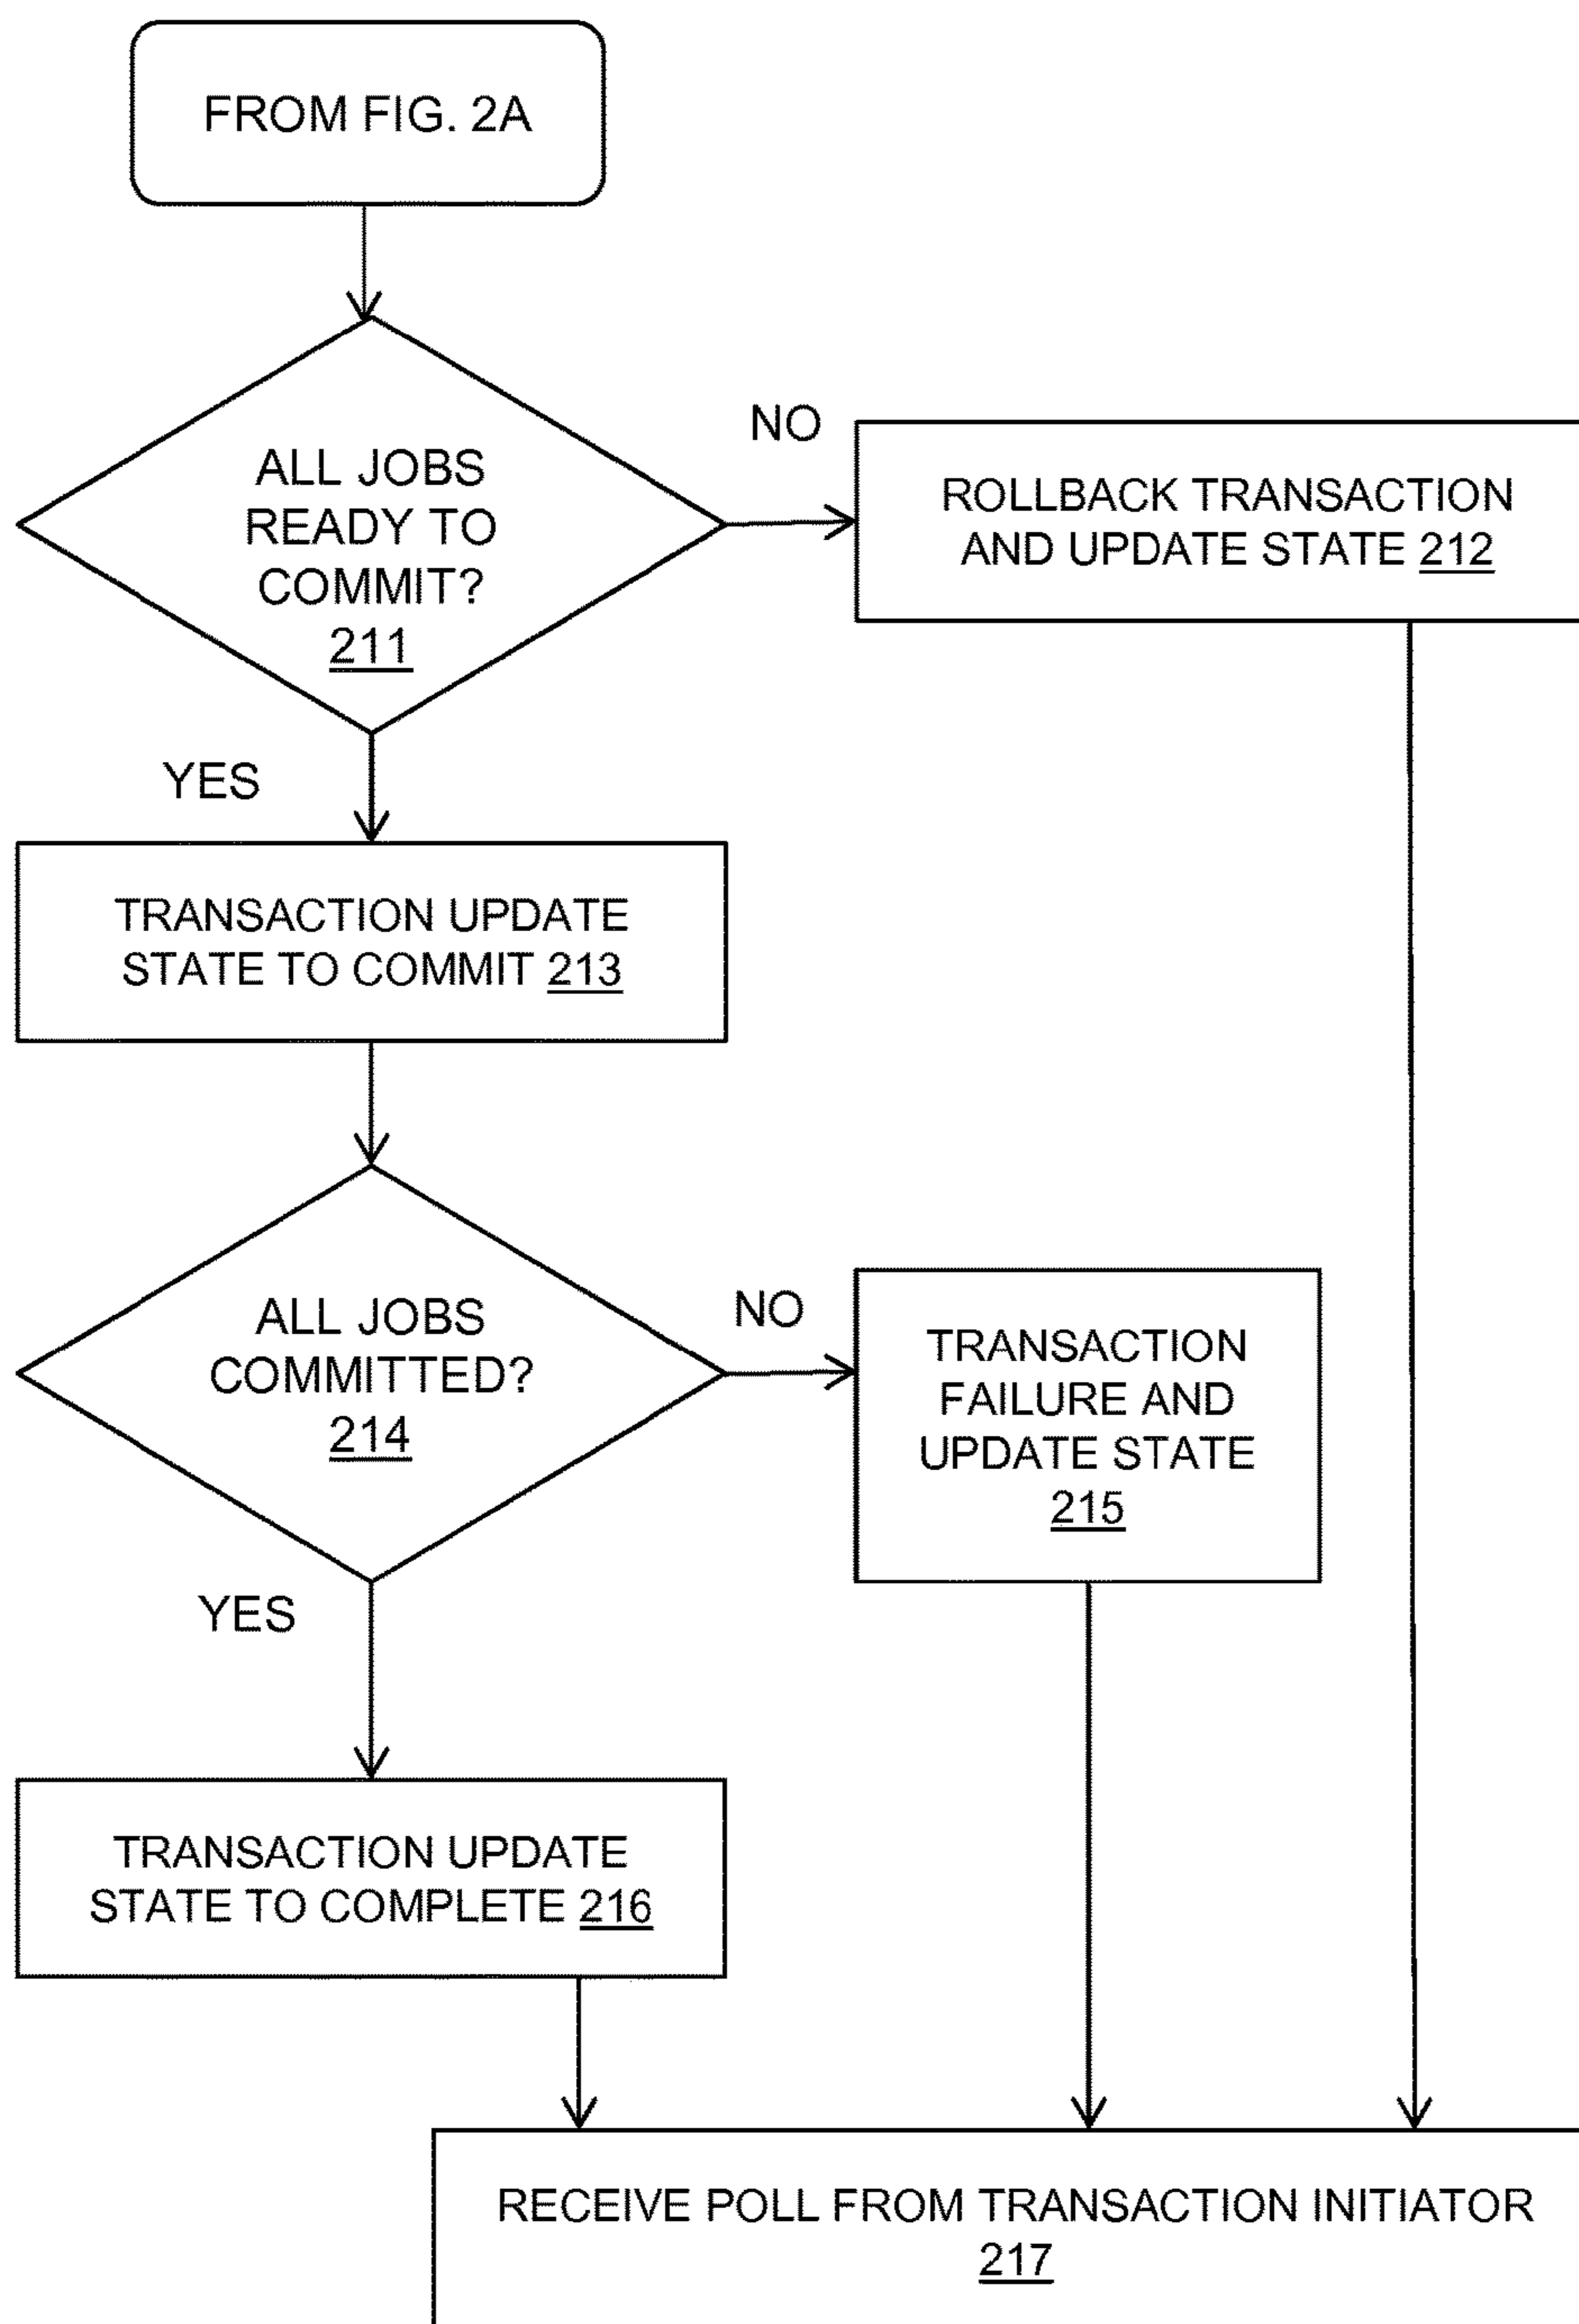 FROM FIG. 2A
ALL JOBS
READY TO
COMMIT?
211
NO
ROLLBACK TRANSACTION
AND UPDATE STATE 212
YES
TRANSACTION UPDATE
STATE TO COMMIT 213
ALL JOBS
COMMITTED?
214
NO
TRANSACTION
FAILURE AND
UPDATE STATE
215
YES
TRANSACTION UPDATE
STATE TO COMPLETE 216
RECEIVE POLL FROM TRANSACTION INITIATOR
217